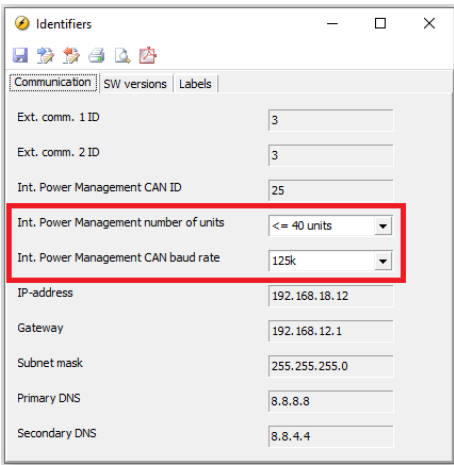 Identifiers
Communication SW versions Labels
Ext. comm. 1 ID 3
Ext. comm. 2 ID 3
Int. Power Management CAN ID 25
Int. Power Management number of units <= 40 units
Int. Power Management CAN baud rate 125k
IP-address 192.168.18.12
Gateway 192.168.12.1
Subnet mask 255.255.255.0
Primary DNS 8.8.8.8
Secondary DNS 8.8.4.4